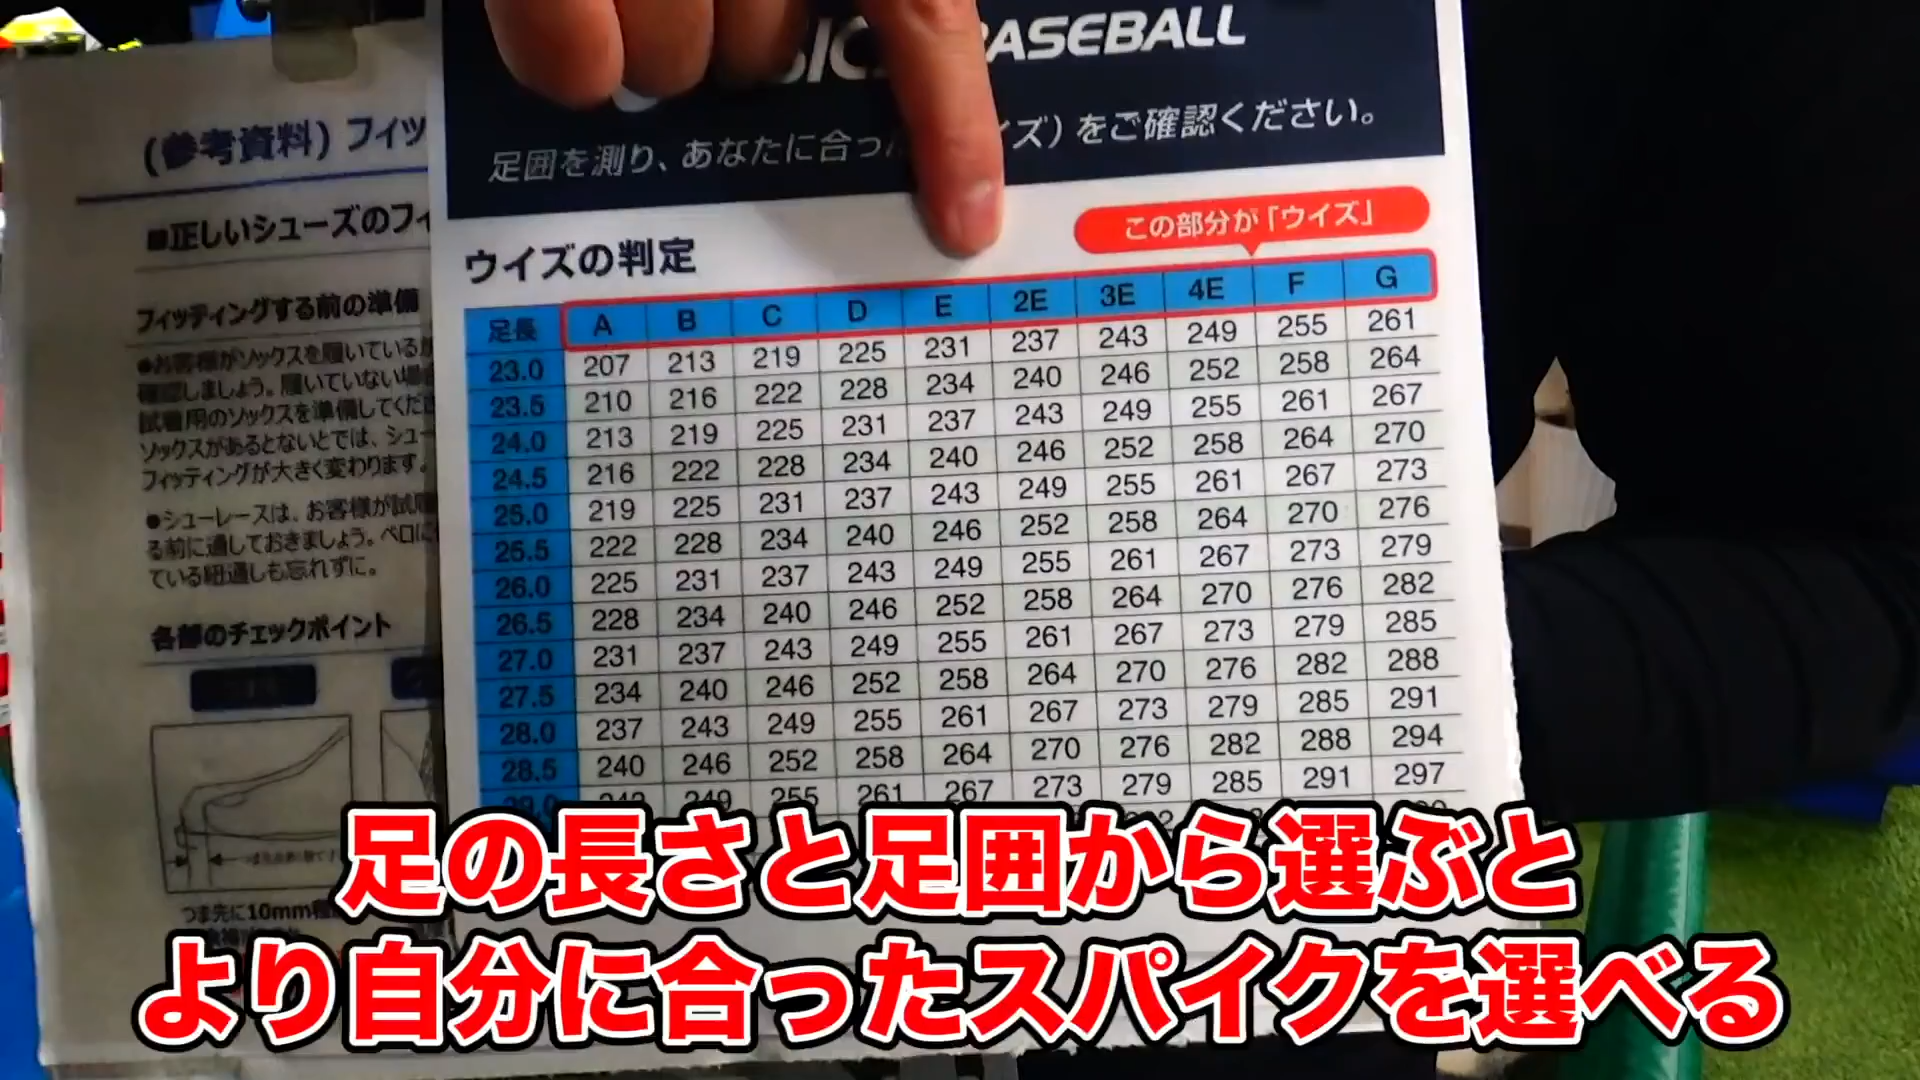 BASEBALL
足囲を測り、あなたに合っ
イズ）をご確認ください。
この部分が「ウイズ」
ウイズの判定
足長 A B C D E 2E 3E 4E F G
23.0 207 213 219 225 231 237 243 249 255 261
23.5 210 216 222 228 234 240 246 252 258 264
24.0 213 219 225 231 237 243 249 255 261 267
24.5 216 222 228 234 240 246 252 258 264 270
25.0 219 225 231 237 243 249 255 261 267 273
25.5 222 228 234 240 246 252 258 264 270 276
26.0 225 231 237 243 249 255 261 267 273 279
26.5 228 234 240 246 252 258 264 270 276 282
27.0 231 237 243 249 255 261 267 273 279 285
27.5 234 240 246 252 258 264 270 276 282 288
28.0 237 243 249 255 261 267 273 279 285 291
28.5 240 246 252 258 264 270 276 282 288 294
29.0 249 255 261 267 273 279 285 291 297
(参考資料) フィッ
■正しいシューズのフィ
フィッティングする前の準備
●お客様がソックスを履いているか
確認しましょう。履いていない場合
試着用のソックスを準備してくだ
ソックスがあるとないとでは、シュー
フィッティングが大きく変わります。
●シューレースは、お客様が試
る前に通しておきましょう。ベロに
ている紐通しも忘れずに。
各部のチェックポイント
つま先に10mm程
足の長さと足囲から選ぶと
より自分に合ったスパイクを選べる